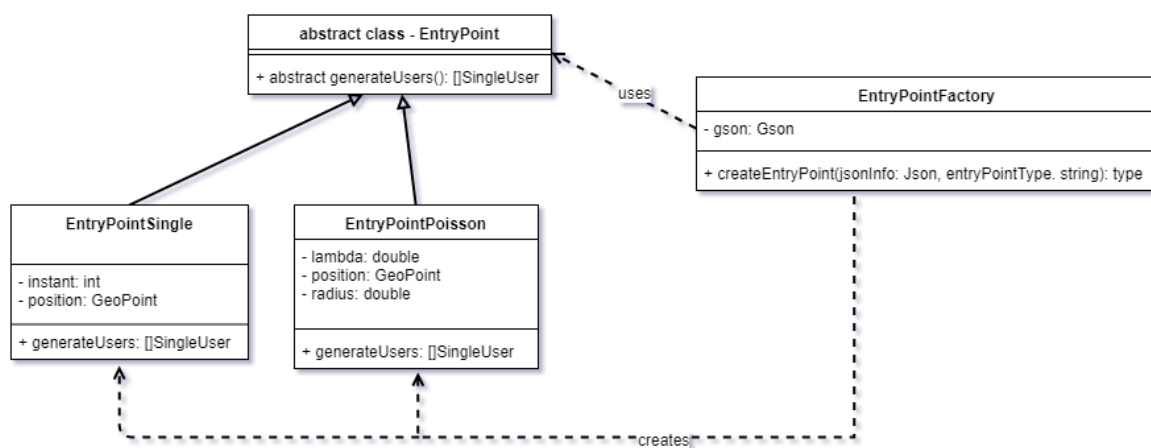 abstract class - EntryPoint
+ abstract generateUsers(): []SingleUser
uses
EntryPointFactory
- gson: Gson
+ createEntryPoint(jsonInfo: Json, entryPointType. string): type
EntryPointSingle
- instant: int
- position: GeoPoint
+ generateUsers: []SingleUser
EntryPointPoisson
- lambda: double
- position: GeoPoint
- radius: double
+ generateUsers: []SingleUser
creates